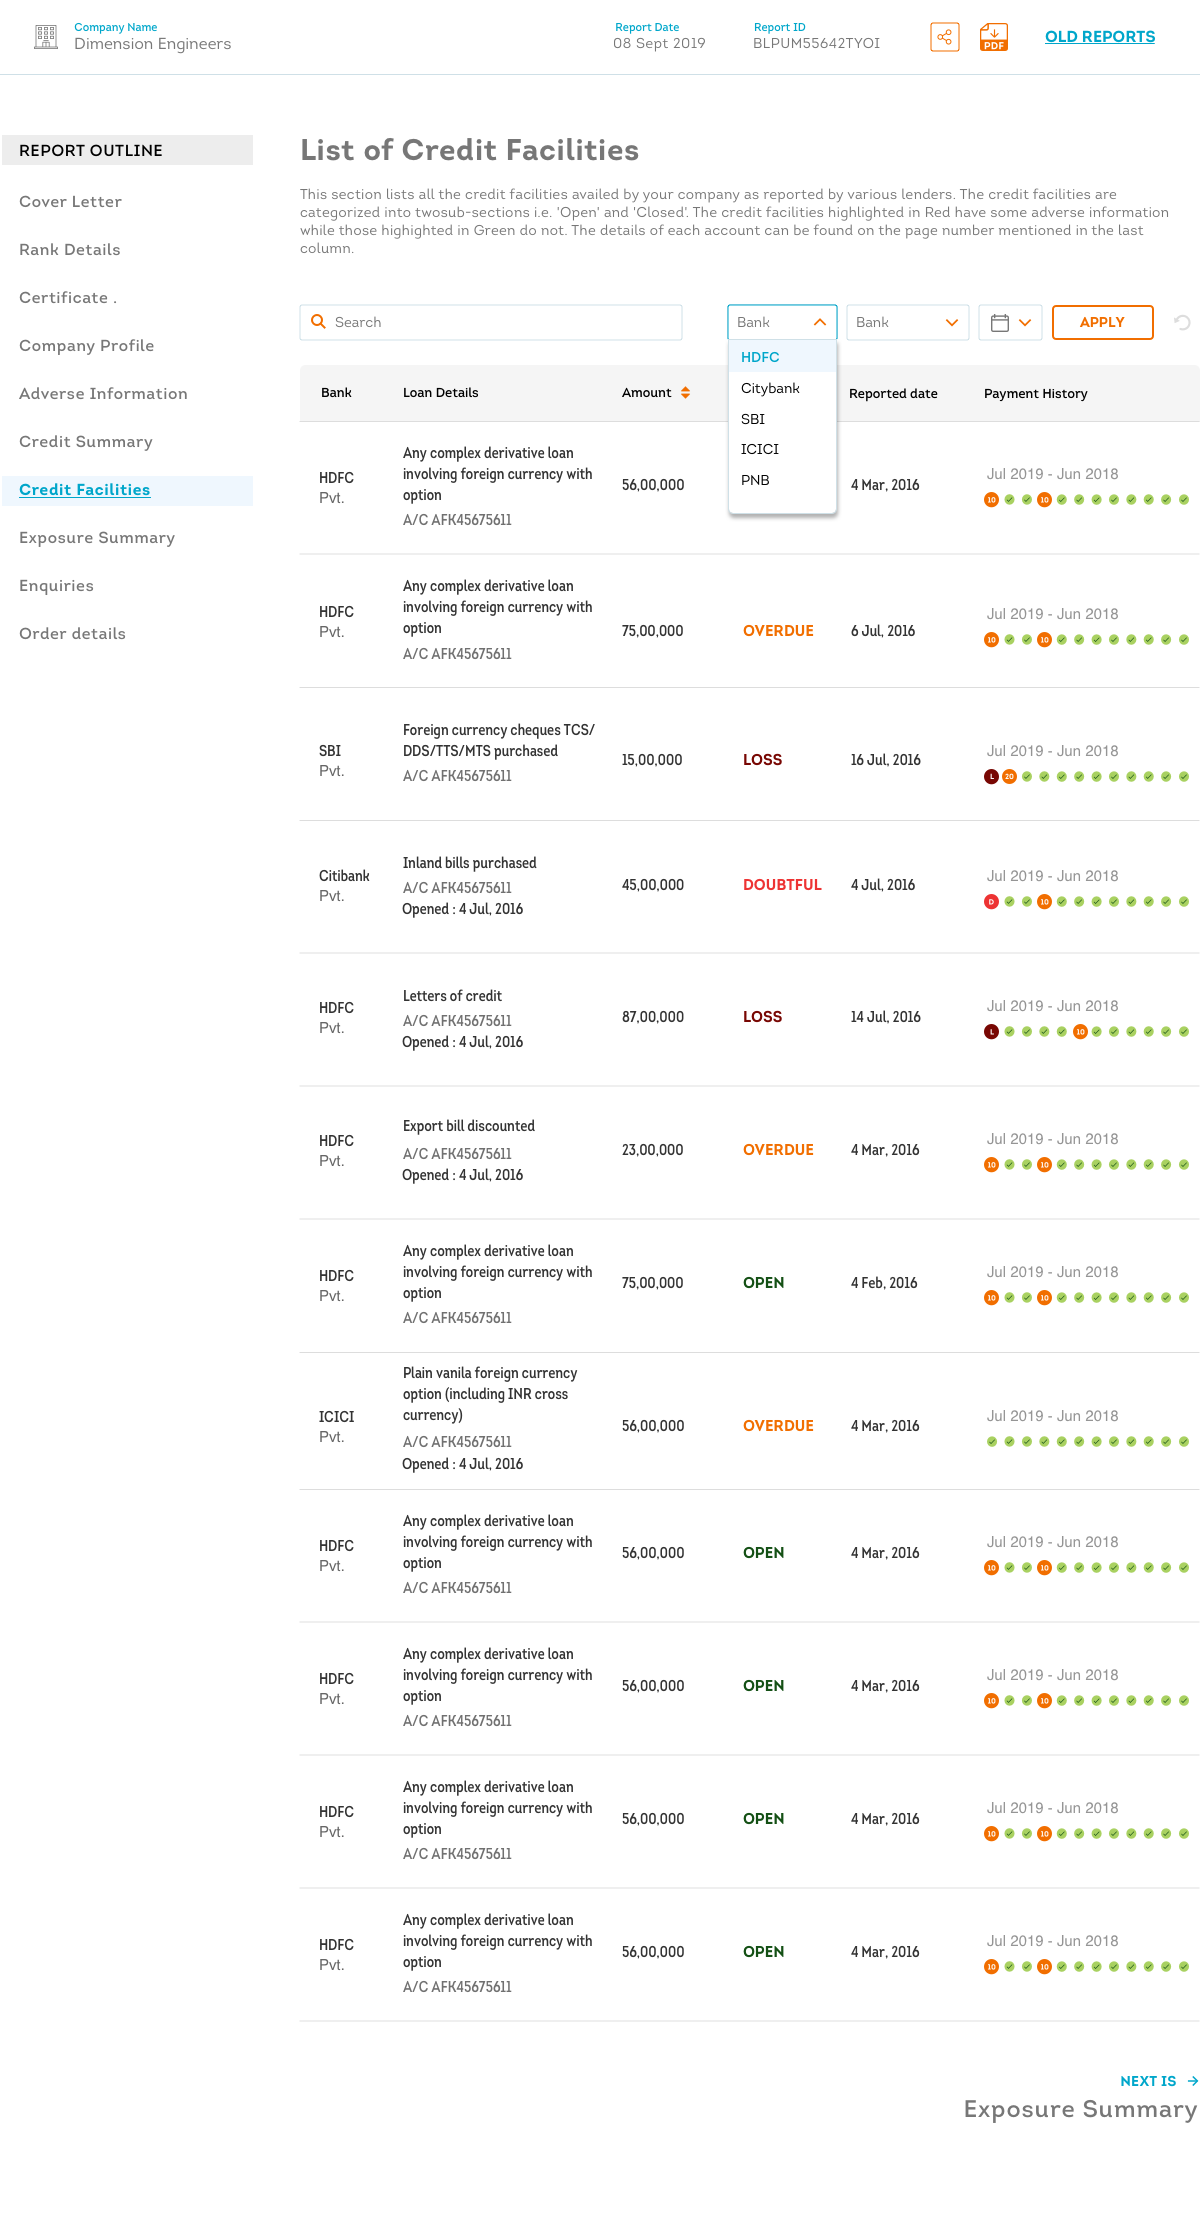 Company Name
Dimension Engineers
Report Date
08 Sept 2019
Report ID
BLPUM55642TYOI
PDF
OLD REPORTS
REPORT OUTLINE
Cover Letter
Rank Details
Certificate .
Company Profile
Adverse Information
Credit Summary
Credit Facilities
Exposure Summary
Enquiries
Order details
List of Credit Facilities
This section lists all the credit facilities availed by your company as reported by various lenders. The credit facilities are
categorized into twosub-sections i.e. 'Open' and 'Closed'. The credit facilities highlighted in Red have some adverse information
while those highighted in Green do not. The details of each account can be found on the page number mentioned in the last
column.
Search
Bank
Bank
APPLY
HDFC
Citybank
SBI
ICICI
PNB
Bank Loan Details Amount Reported date Payment History
HDFC
Pvt.
Any complex derivative loan
involving foreign currency with
option
A/C AFK45675611
56,00,000
4 Mar, 2016
Jul 2019 - Jun 2018
10 10
HDFC
Pvt.
Any complex derivative loan
involving foreign currency with
option
A/C AFK45675611
75,00,000
OVERDUE
6 Jul, 2016
Jul 2019 - Jun 2018
10 10
SBI
Pvt.
Foreign currency cheques TCS/
DDS/TTS/MTS purchased
A/C AFK45675611
15,00,000
LOSS
16 Jul, 2016
Jul 2019 - Jun 2018
L 20
Citibank
Pvt.
Inland bills purchased
A/C AFK45675611
Opened : 4 Jul, 2016
45,00,000
DOUBTFUL
4 Jul, 2016
Jul 2019 - Jun 2018
D 10
HDFC
Pvt.
Letters of credit
A/C AFK45675611
Opened : 4 Jul, 2016
87,00,000
LOSS
14 Jul, 2016
Jul 2019 - Jun 2018
L 10
HDFC
Pvt.
Export bill discounted
A/C AFK45675611
Opened : 4 Jul, 2016
23,00,000
OVERDUE
4 Mar, 2016
Jul 2019 - Jun 2018
10 10
HDFC
Pvt.
Any complex derivative loan
involving foreign currency with
option
A/C AFK45675611
75,00,000
OPEN
4 Feb, 2016
Jul 2019 - Jun 2018
10 10
ICICI
Pvt.
Plain vanila foreign currency
option (including INR cross
currency)
A/C AFK45675611
Opened : 4 Jul, 2016
56,00,000
OVERDUE
4 Mar, 2016
Jul 2019 - Jun 2018
HDFC
Pvt.
Any complex derivative loan
involving foreign currency with
option
A/C AFK45675611
56,00,000
OPEN
4 Mar, 2016
Jul 2019 - Jun 2018
10 10
HDFC
Pvt.
Any complex derivative loan
involving foreign currency with
option
A/C AFK45675611
56,00,000
OPEN
4 Mar, 2016
Jul 2019 - Jun 2018
10 10
HDFC
Pvt.
Any complex derivative loan
involving foreign currency with
option
A/C AFK45675611
56,00,000
OPEN
4 Mar, 2016
Jul 2019 - Jun 2018
10 10
HDFC
Pvt.
Any complex derivative loan
involving foreign currency with
option
A/C AFK45675611
56,00,000
OPEN
4 Mar, 2016
Jul 2019 - Jun 2018
10 10
NEXT IS
Exposure Summary